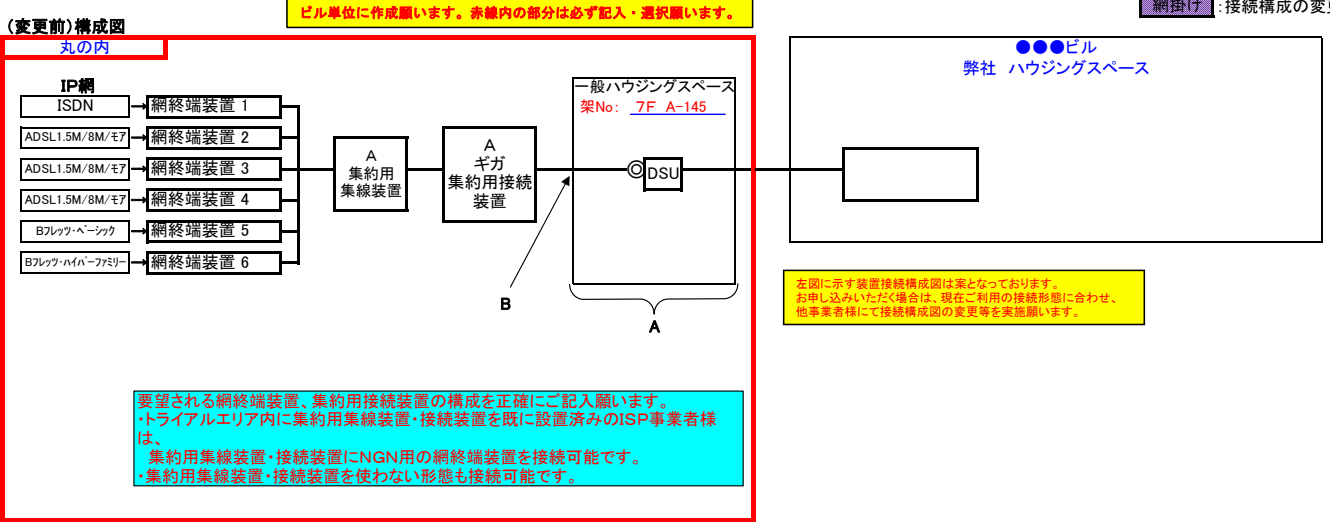 ビル単位に作成願います。赤線内の部分は必ず記入・選択願います。
網掛け
:接続構成の変
(変更前)構成図
丸の内
●●●ビル
弊社 ハウジングスペース
IP網
ISDN
網終端装置 1
ADSL1.5M/8M/モア
網終端装置 2
ADSL1.5M/8M/モア
網終端装置 3
ADSL1.5M/8M/モア
網終端装置 4
Bフレッツ・ベーシック
網終端装置 5
Bフレッツ・ハイパーファミリー
網終端装置 6
A
集約用
集線装置
A
ギガ
集約用接続
装置
一般ハウジングスペース
架No: 7F A-145
◎
DSU
B
A
左図に示す装置接続構成図は案となっております。
お申し込みいただく場合は、現在ご利用の接続形態に合わせ、
他事業者様にて接続構成図の変更等を実施願います。
要望される網終端装置、集約用接続装置の構成を正確にご記入願います。
・トライアルエリア内に集約用集線装置・接続装置を既に設置済みのISP事業者様
は、
集約用集線装置・接続装置にNGN用の網終端装置を接続可能です。
・集約用集線装置・接続装置を使わない形態も接続可能です。